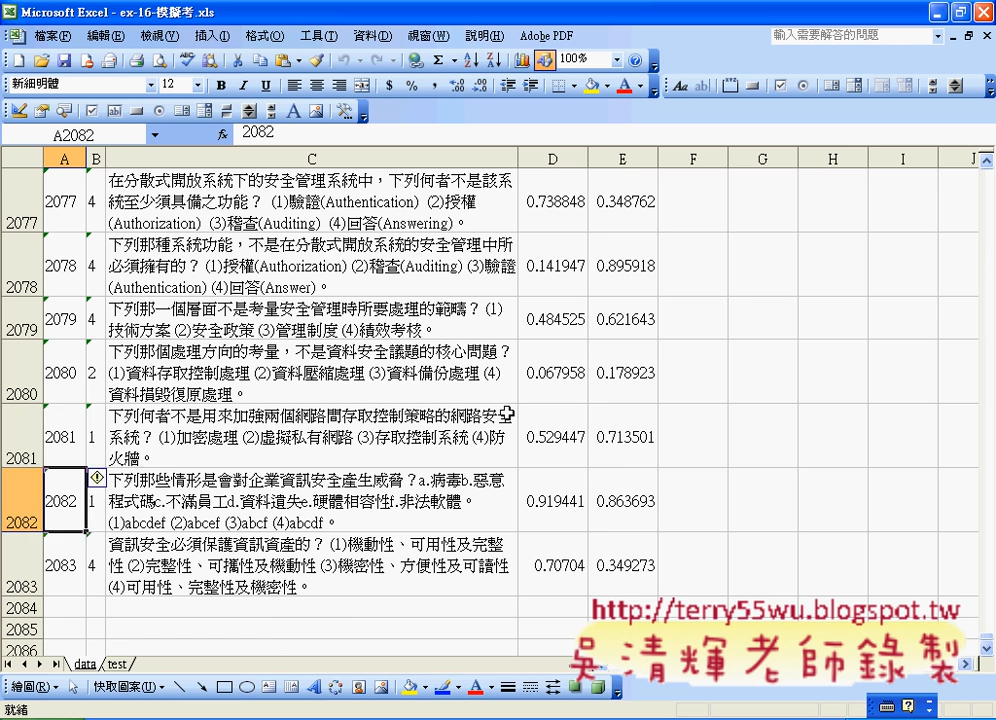 Microsoft Excel - ex-16-模擬考.xls
檔案(F) 編輯(E) 檢視(V) 插入(I) 格式(O) 工具(T) 資料(D) 視窗(W) 說明(H) Adobe PDF 輸入需要解答的問題
100%
新細明體 12 B I U $ % ,
A2082 fx 2082
A B C D E F G H I J
2077 2077 4 在分散式開放系統下的安全管理系統中，下列何者不是該系
統至少須具備之功能？ (1)驗證(Authentication) (2)授權
(Authorization) (3)稽查(Auditing) (4)回答(Answering)。 0.738848 0.348762
2078 2078 4 下列那種系統功能，不是在分散式開放系統的安全管理中所
必須擁有的？ (1)授權(Authorization) (2)稽查(Auditing) (3)驗證
(Authentication) (4)回答(Answer)。 0.141947 0.895918
2079 2079 4 下列那一個層面不是考量安全管理時所要處理的範疇？ (1)
技術方案 (2)安全政策 (3)管理制度 (4)績效考核。 0.484525 0.621643
2080 2080 2 下列那個處理方向的考量，不是資料安全議題的核心問題？
(1)資料存取控制處理 (2)資料壓縮處理 (3)資料備份處理 (4)
資料損毀復原處理。 0.067958 0.178923
2081 2081 1 下列何者不是用來加強兩個網路間存取控制策略的網路安全
系統？ (1)加密處理 (2)虛擬私有網路 (3)存取控制系統 (4)防
火牆。 0.529447 0.713501
2082 2082 1 下列那些情形是會對企業資訊安全產生威脅？a.病毒b.惡意
程式碼c.不滿員工d.資料遺失e.硬體相容性f.非法軟體。
(1)abcdef (2)abcef (3)abcf (4)abcdf。 0.919441 0.863693
2083 2083 4 資訊安全必須保護資訊資產的？ (1)機動性、可用性及完整
性 (2)完整性、可攜性及機動性 (3)機密性、方便性及可讀性
(4)可用性、完整性及機密性。 0.70704 0.349273
2084
2085
2086
http://terry55wu.blogspot.tw
吳清輝老師錄製
data test
繪圖(R) 快取圖案(U)
就緒